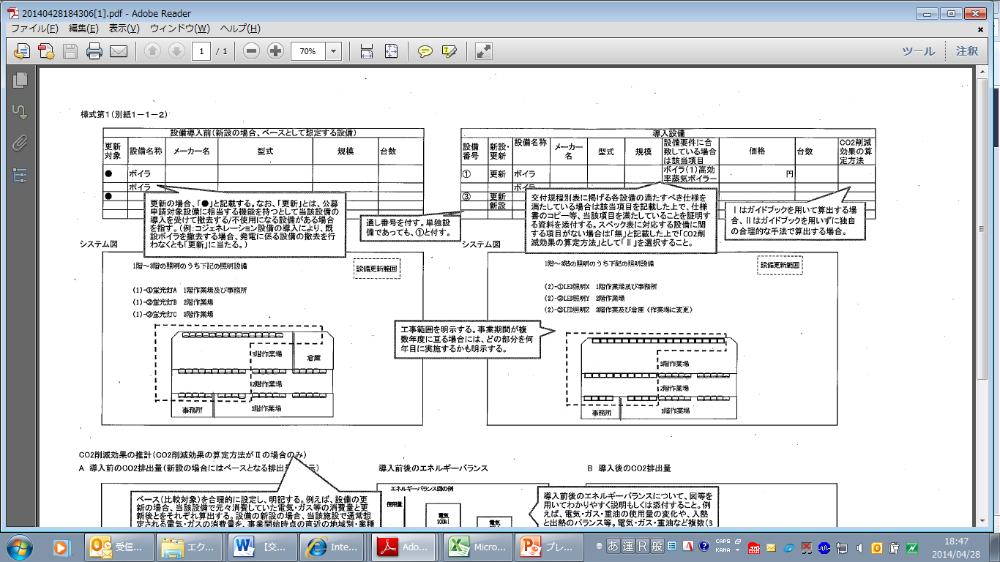 20140428184306[1].pdf - Adobe Reader
ファイル(F) 編集(E) 表示(V) ウィンドウ(W) ヘルプ(H)
1 / 1 70% ツール 注釈
様式第1(別紙1-1-2)
設備導入前(新設の場合、ベースとして想定する設備)
更新対象 設備名称 メーカー名 型式 規模 台数
● ボイラ
ボイラ
●
導入設備
設備番号 新設・更新 設備名称 メーカー名 型式 規模 設備要件に合致している場合は該当項目 価格 台数 CO2削減効果の算定方法
① 更新 ボイラ ボイラ(1)高効率蒸気ボイラー 円
ボイラ
③ 更新
新設
更新の場合、「●」と記載する。なお、「更新」とは、公募
申請対象設備に相当する機能を持つとして当該設備の
導入を受けて撤去する/不使用になる設備がある場合
を指す。(例:コジェネレーション設備の導入により、既
設ボイラを撤去する場合、発電に係る設備の撤去を行
わなくとも「更新」に当たる。)
通し番号を付す。単独設
備であっても、①と付す。
交付規程別表に掲げる各設備の満たすべき仕様を
満たしている場合は該当項目を記載した上で、仕様
書のコピー等、当該項目を満たしていることを証明す
る資料を添付する。スペック表に対応する設備に関
する項目がない場合は「無」と記載した上で「CO2削
減効果の算定方法」として「Ⅱ」を選択すること。
Ⅰはガイドブックを用いて算出する場
合、Ⅱはガイドブックを用いずに独自
の合理的な手法で算出する場合。
システム図
1階~3階の照明のうち下記の照明設備
設備更新範囲
(1)-①蛍光灯A 1階作業場及び事務所
(1)-②蛍光灯B 2階作業場
(1)-③蛍光灯C 3階作業場
3階作業場
倉庫
2階作業場
事務所
1階作業場
工事範囲を明示する。事業期間が複
数年度に亘る場合には、どの部分を何
年目に実施するかも明示する。
システム図
1階~3階の照明のうち下記の照明設備
設備更新範囲
(2)-①LED照明X 1階作業場及び事務所
(2)-②LED照明Y 2階作業場
(2)-③LED照明Z 3階作業及び倉庫(作業場に変更)
3階作業場
2階作業場
事務所
1階作業場
CO2削減効果の推計(CO2削減効果の算定方法がⅡの場合のみ)
A 導入前のCO2排出量(新設の場合にはベースとなる排出
導入前後のエネルギーバランス
B 導入後のCO2排出量
ベース(比較対象)を合理的に設定し、明記する。例えば、設備の更
新の場合、当該設備で元々消費していた電気・ガス等の消費量と更
新後とをそれぞれ算出する。設備の新設の場合、当該施設で通常想
定される電気・ガスの消費量を、事業開始時点の直近の地域別・業種
エネルギーバランス図の例
使用量
電気
電気
導入前後のエネルギーバランスについて、図等を
用いてわかりやすく説明もしくは添付すること。例
えば、電気・ガス・重油の使用量の変化や、入熱
と出熱のバランス等。電気・ガス・重油など複数(3
受信... エク... 【交... Inte... Ado... Micro... プレ...
あ 連 R 般 CAPS KANA
18:47
2014/04/28